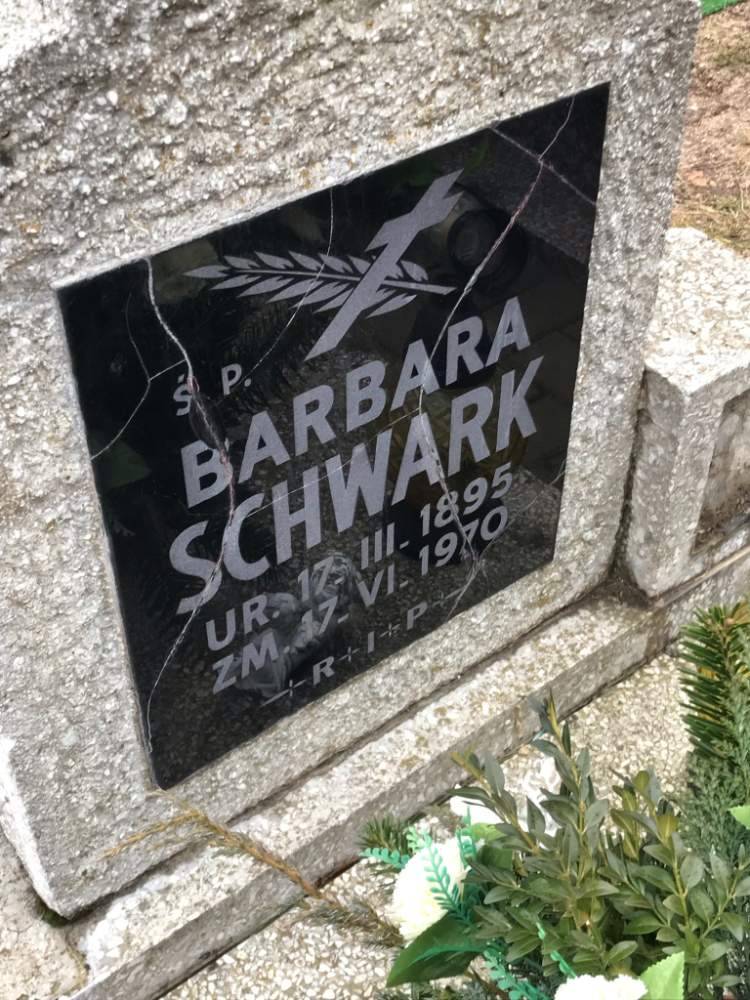 Ś. P.
BARBARA
SCHWARK
UR. 17. III. 1895
ZM. 17. VI. 1970
R I P